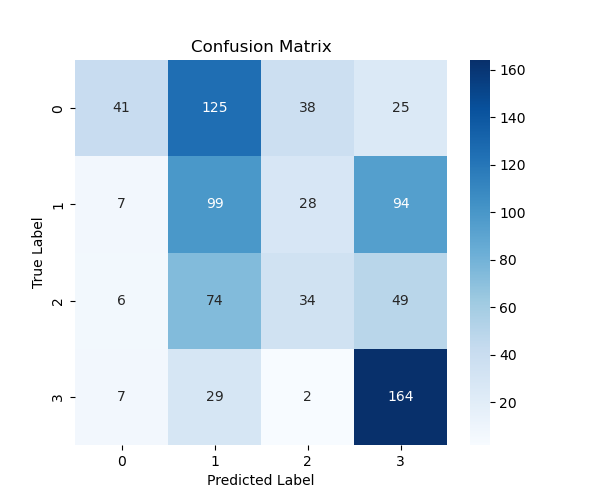 Confusion Matrix
0 41 125 38 25
1 7 99 28 94
2 6 74 34 49
3 7 29 2 164
0 1 2 3
True Label
Predicted Label
160
140
120
100
80
60
40
20